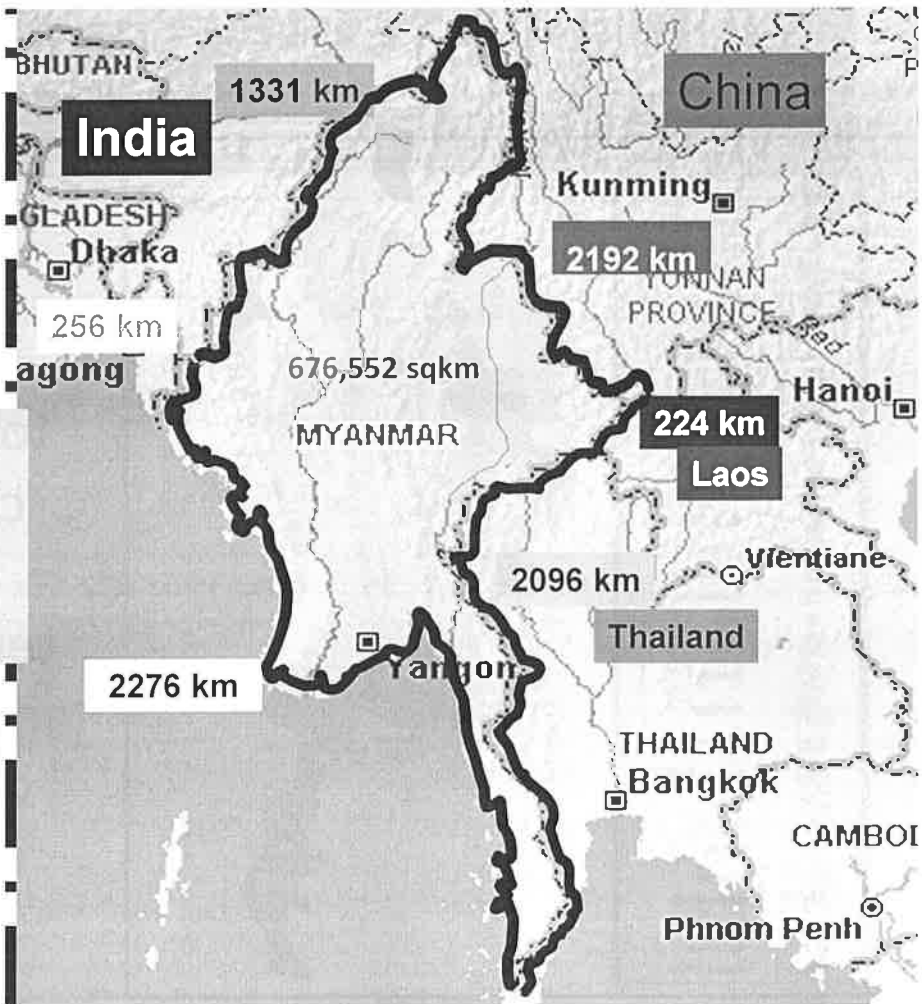 BHUTAN
1331 km
China
India
Kunming
GLADESH
Dhaka
2192 km
YUNNAN
PROVINCE
256 km
Red
agong
676,552 sqkm
Hanoi
MYANMAR
224 km
Laos
Vientiane
2096 km
Thailand
Yangon
2276 km
THAILAND
Bangkok
CAMBOD
Phnom Penh